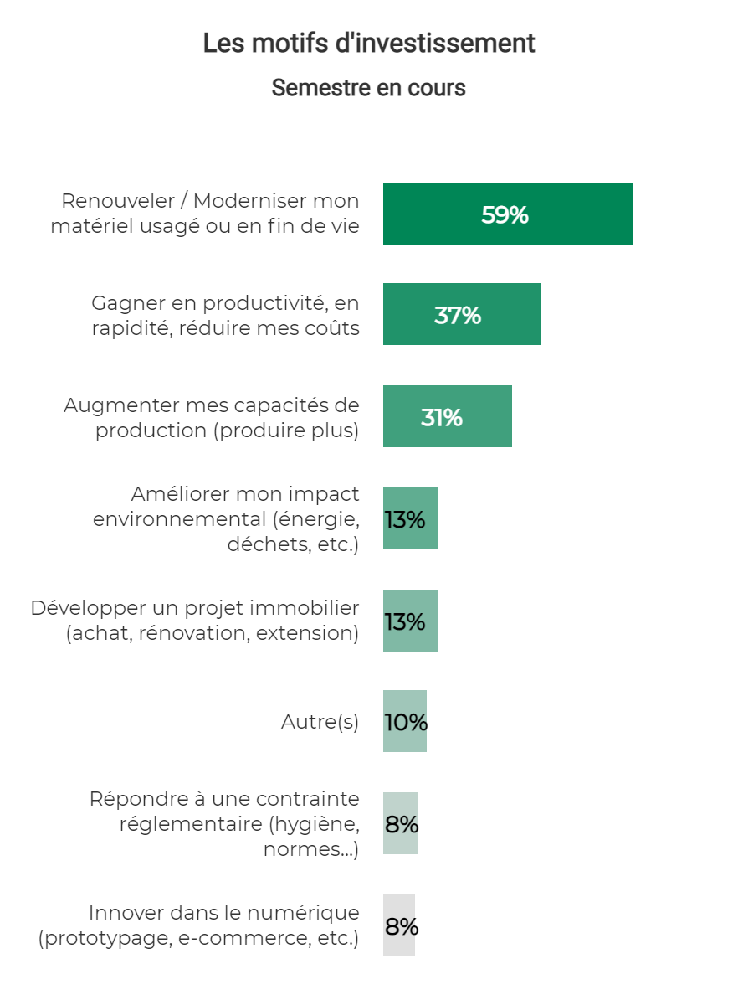 Les motifs d'investissement
Semestre en cours
Renouveler / Moderniser mon
matériel usagé ou en fin de vie
59%
Gagner en productivité, en
rapidité, réduire mes coûts
37%
Augmenter mes capacités de
production (produire plus)
31%
Améliorer mon impact
environnemental (énergie,
déchets, etc.)
13%
Développer un projet immobilier
(achat, rénovation, extension)
13%
Autre(s)
10%
Répondre à une contrainte
réglementaire (hygiène,
normes...)
8%
Innover dans le numérique
(prototypage, e-commerce, etc.)
8%